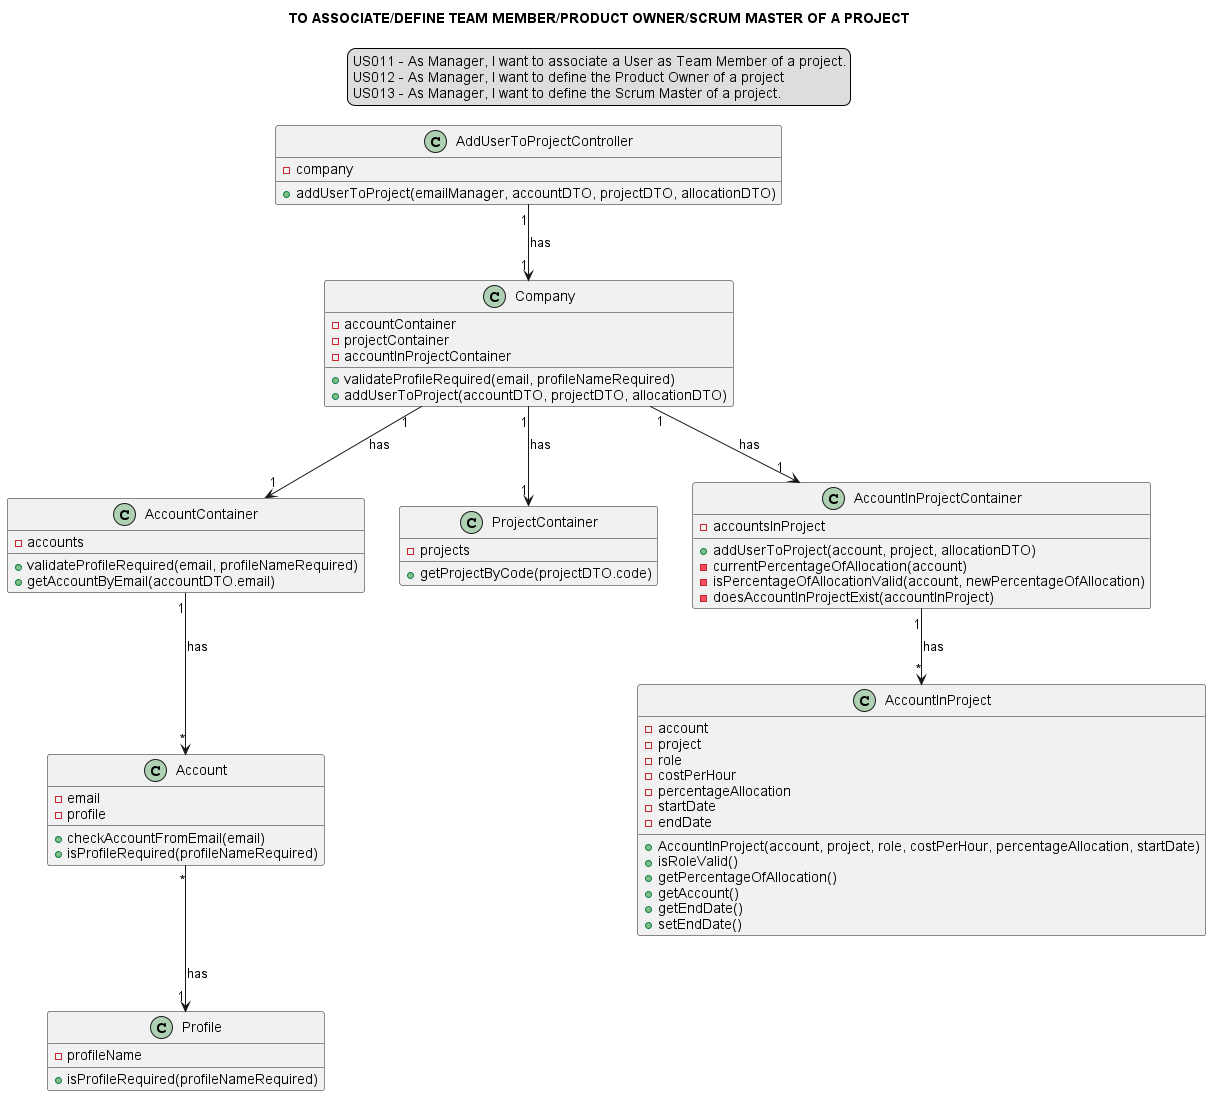 TO ASSOCIATE/DEFINE TEAM MEMBER/PRODUCT OWNER/SCRUM MASTER OF A PROJECT
US011 - As Manager, I want to associate a User as Team Member of a project.
US012 - As Manager, I want to define the Product Owner of a project
US013 - As Manager, I want to define the Scrum Master of a project.
C AddUserToProjectController
company
addUserToProject(emailManager, accountDTO, projectDTO, allocationDTO)
1
has
1
C Company
accountContainer
projectContainer
accountInProjectContainer
validateProfileRequired(email, profileNameRequired)
addUserToProject(accountDTO, projectDTO, allocationDTO)
1 1 1
has has has
1 1 1
C AccountContainer
accounts
validateProfileRequired(email, profileNameRequired)
getAccountByEmail(accountDTO.email)
C ProjectContainer
projects
getProjectByCode(projectDTO.code)
C AccountInProjectContainer
accountsInProject
addUserToProject(account, project, allocationDTO)
currentPercentageOfAllocation(account)
isPercentageOfAllocationValid(account, newPercentageOfAllocation)
doesAccountInProjectExist(accountInProject)
1
has
*
1
has
*
C AccountInProject
account
project
role
costPerHour
percentageAllocation
startDate
endDate
AccountInProject(account, project, role, costPerHour, percentageAllocation, startDate)
isRoleValid()
getPercentageOfAllocation()
getAccount()
getEndDate()
setEndDate()
C Account
email
profile
checkAccountFromEmail(email)
isProfileRequired(profileNameRequired)
*
has
1
C Profile
profileName
isProfileRequired(profileNameRequired)